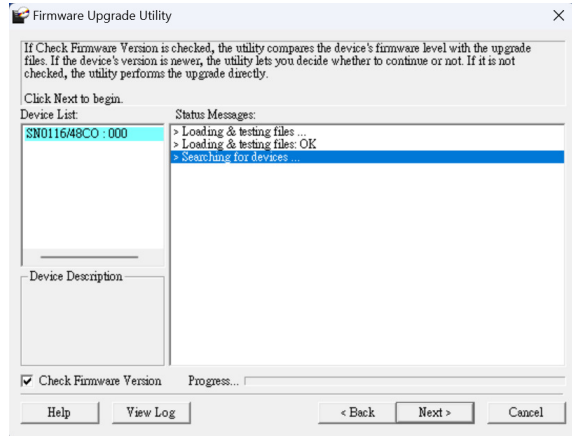 Firmware Upgrade Utility
If Check Firmware Version is checked, the utility compares the device's firmware level with the upgrade
files. If the device's version is newer, the utility lets you decide whether to continue or not. If it is not
checked, the utility performs the upgrade directly.
Click Next to begin.
Device List:
Status Messages:
SN0116/48CO : 000
> Loading & testing files ...
> Loading & testing files: OK
> Searching for devices ...
Device Description
Check Firmware Version
Progress...
Help
View Log
< Back
Next >
Cancel